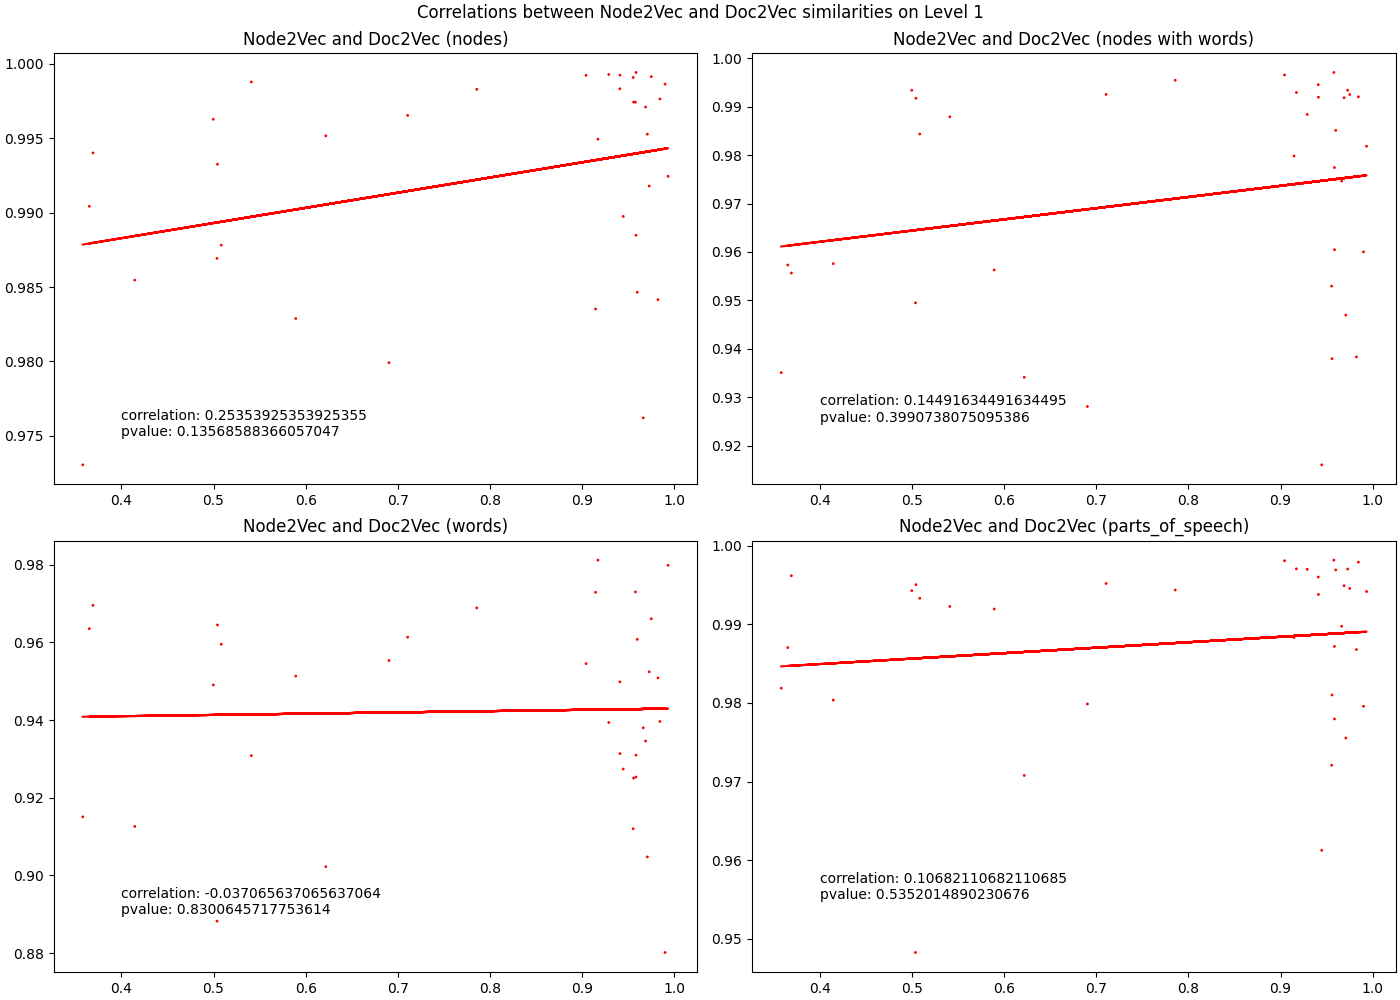 Correlations between Node2Vec and Doc2Vec similarities on Level 1
Node2Vec and Doc2Vec (nodes)
1.000
0.995
0.990
0.985
0.980
0.975
correlation: 0.25353925353925355
pvalue: 0.13568588366057047
0.4 0.5 0.6 0.7 0.8 0.9 1.0
Node2Vec and Doc2Vec (nodes with words)
1.00
0.99
0.98
0.97
0.96
0.95
0.94
0.93
0.92
correlation: 0.14491634491634495
pvalue: 0.3990738075095386
0.4 0.5 0.6 0.7 0.8 0.9 1.0
Node2Vec and Doc2Vec (words)
0.98
0.96
0.94
0.92
0.90
0.88
correlation: -0.037065637065637064
pvalue: 0.8300645717753614
0.4 0.5 0.6 0.7 0.8 0.9 1.0
Node2Vec and Doc2Vec (parts_of_speech)
1.00
0.99
0.98
0.97
0.96
0.95
correlation: 0.10682110682110685
pvalue: 0.5352014890230676
0.4 0.5 0.6 0.7 0.8 0.9 1.0